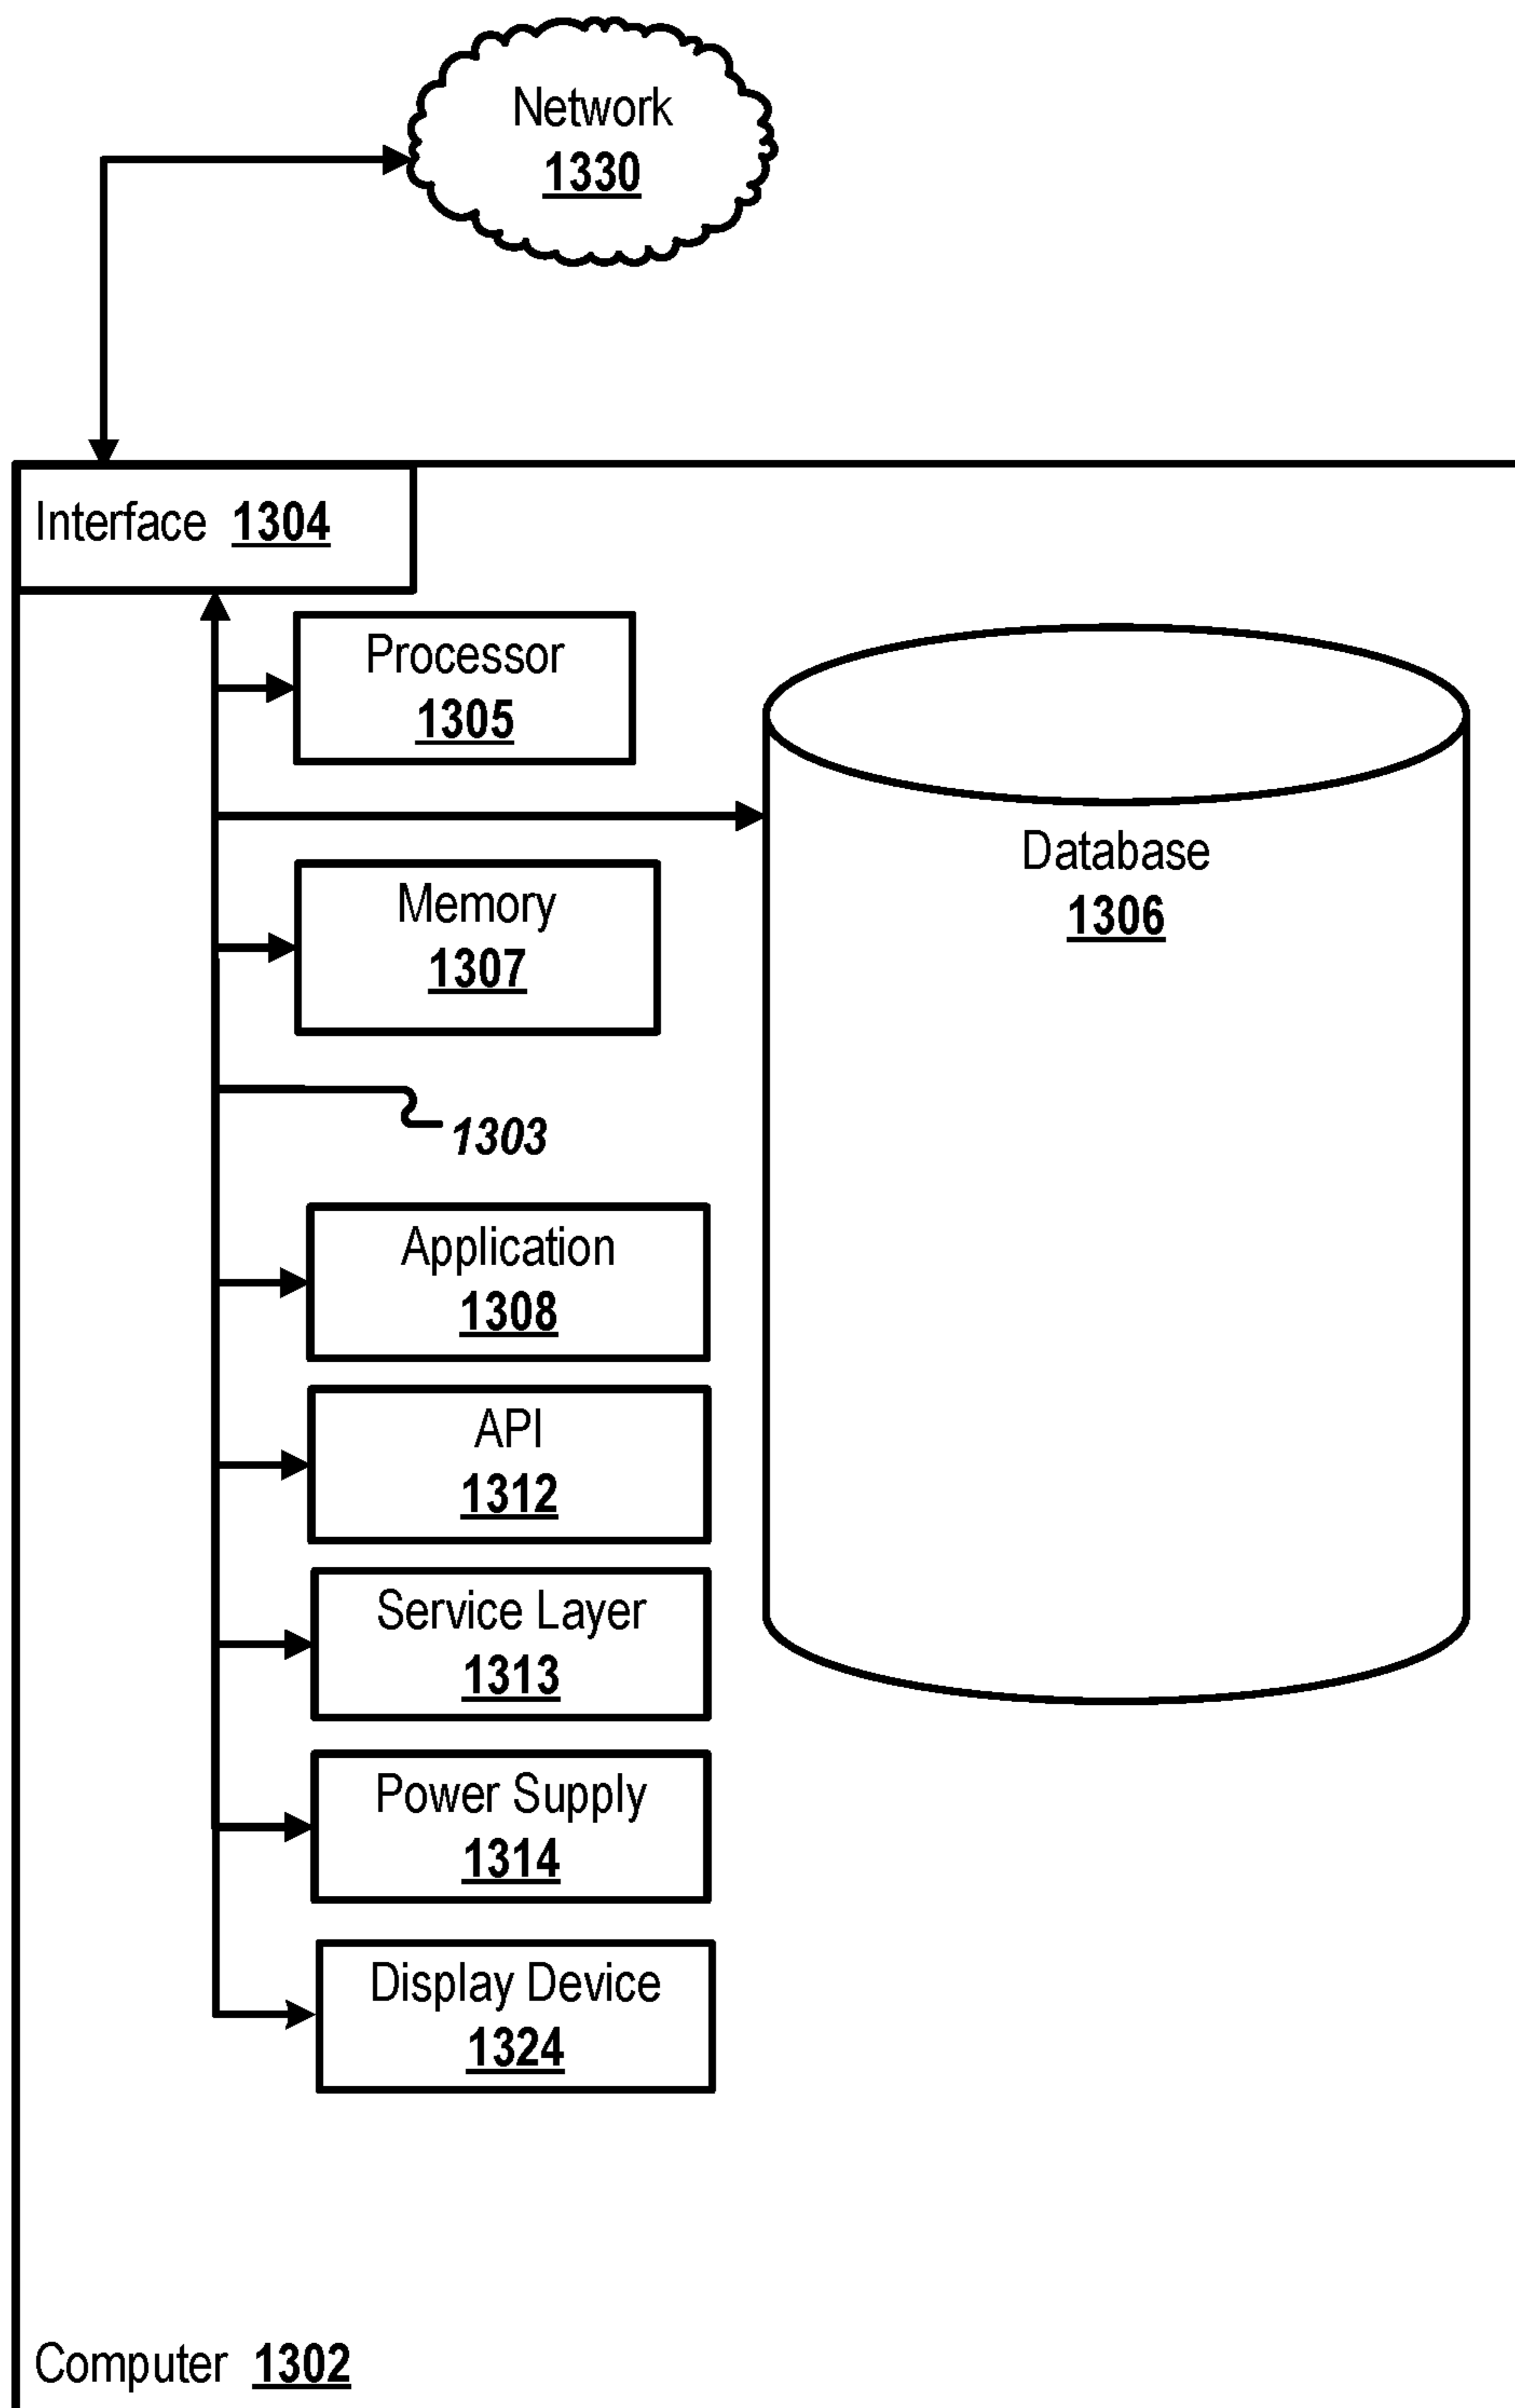 Network
1330
Interface 1304
Processor
1305
Database
1306
Memory
1307
1303
Application
1308
API
1312
Service Layer
1313
Power Supply
1314
Display Device
1324
Computer 1302